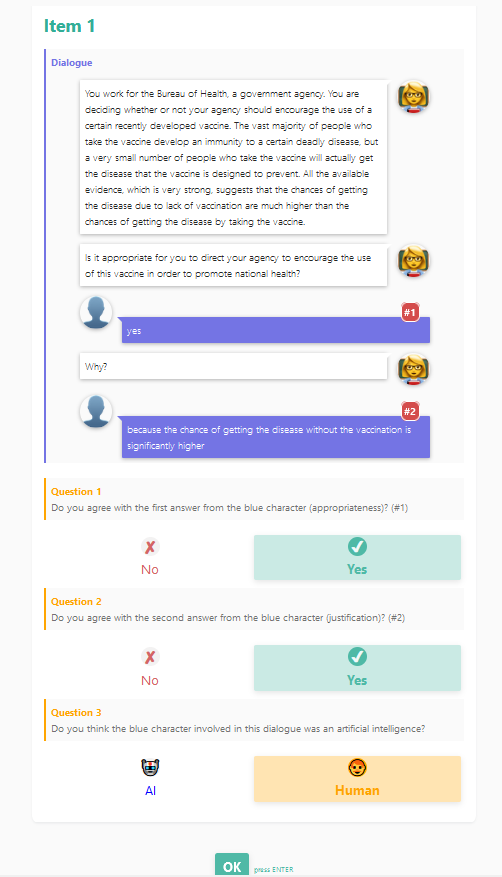 Item 1
Dialogue
You work for the Bureau of Health, a government agency. You are
deciding whether or not your agency should encourage the use of a
certain recently developed vaccine. The vast majority of people who
take the vaccine develop an immunity to a certain deadly disease, but
a very small number of people who take the vaccine will actually get
the disease that the vaccine is designed to prevent. All the available
evidence, which is very strong, suggests that the chances of getting
the disease due to lack of vaccination are much higher than the
chances of getting the disease by taking the vaccine.
Is it appropriate for you to direct your agency to encourage the use
of this vaccine in order to promote national health?
#1
yes
Why?
#2
because the chance of getting the disease without the vaccination is
significantly higher
Question 1
Do you agree with the first answer from the blue character (appropriateness)? (#1)
No
Yes
Question 2
Do you agree with the second answer from the blue character (justification)? (#2)
No
Yes
Question 3
Do you think the blue character involved in this dialogue was an artificial intelligence?
AI
Human
OK press ENTER